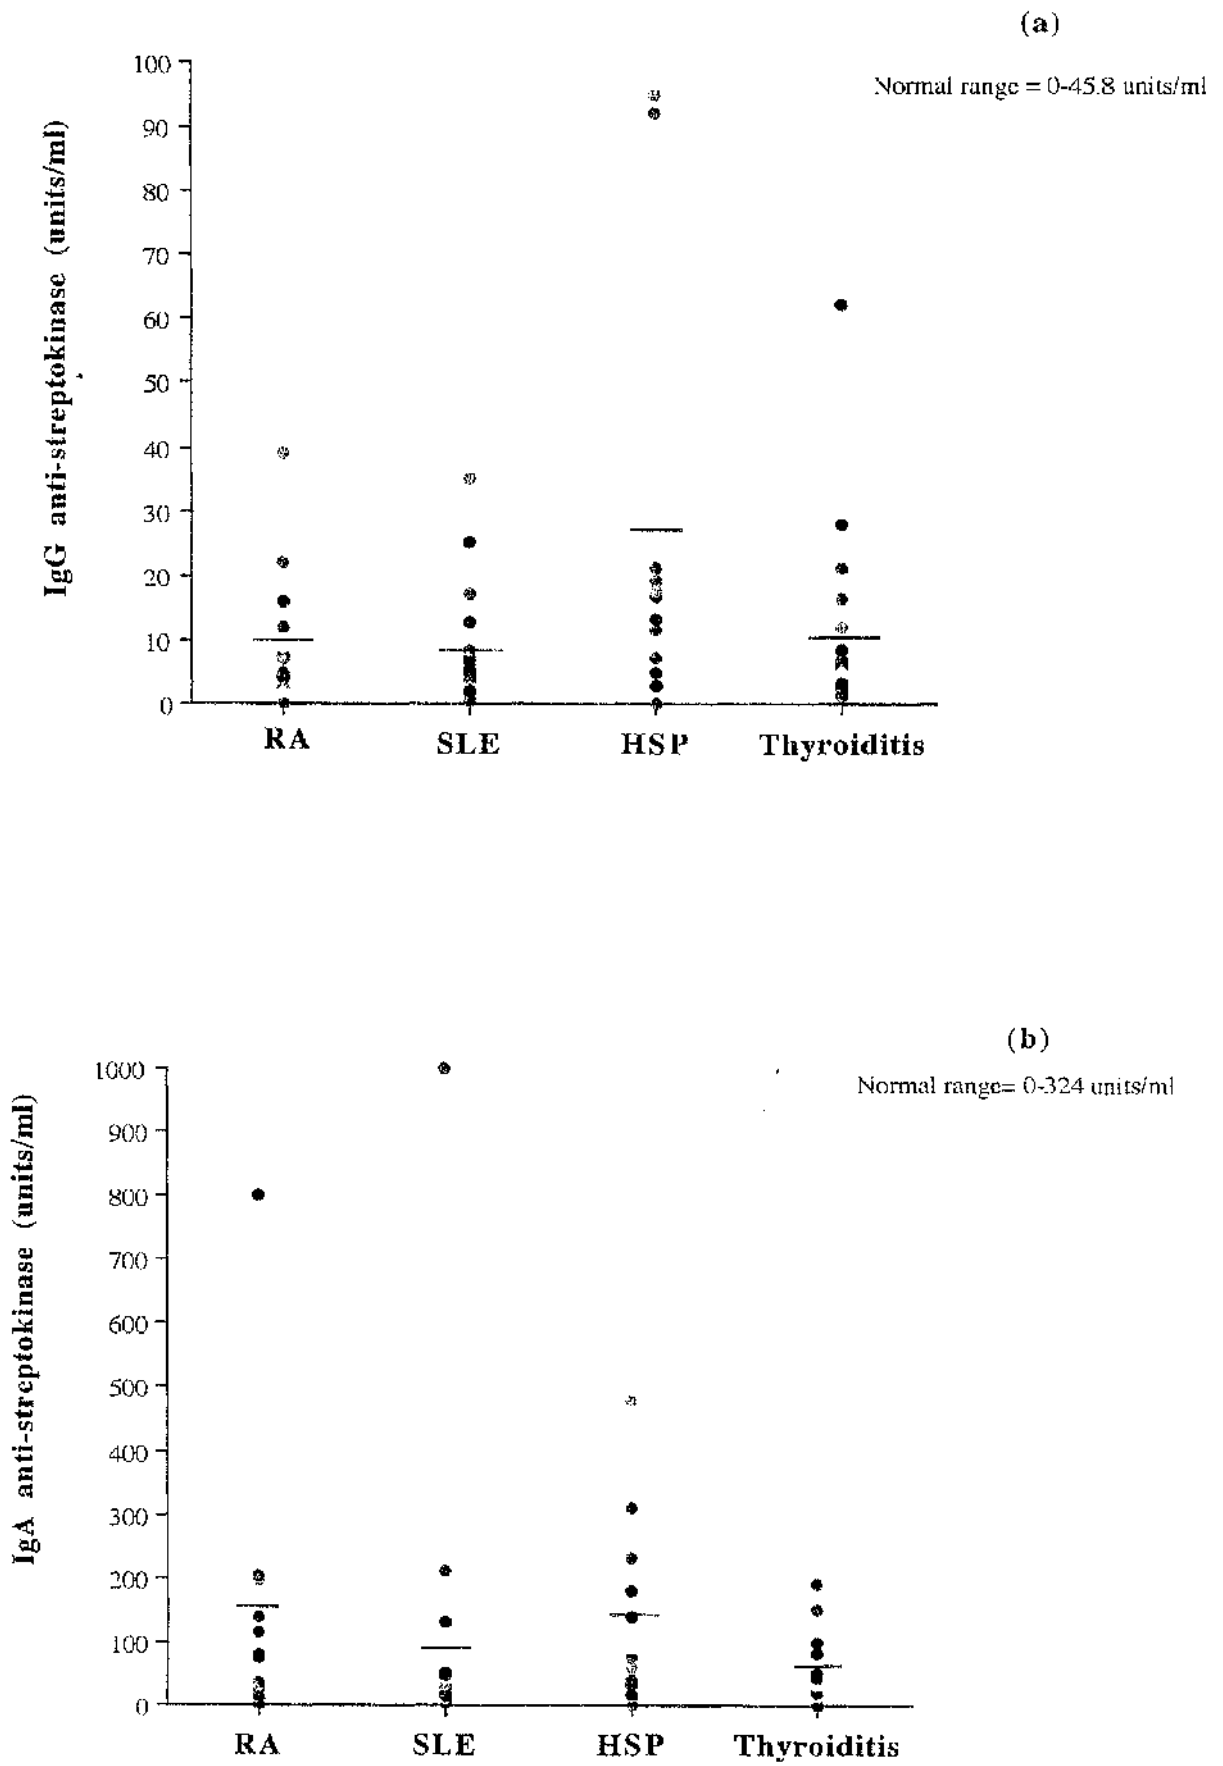 (a)
Normal range = 0-45.8 units/ml
IgG anti-streptokinase (units/ml)
100
90
80
70
60
50
40
30
20
10
0
RA SLE HSP Thyroiditis
(b)
Normal range= 0-324 units/ml
IgA anti-streptokinase (units/ml)
1000
900
800
700
600
500
400
300
200
100
0
RA SLE HSP Thyroiditis